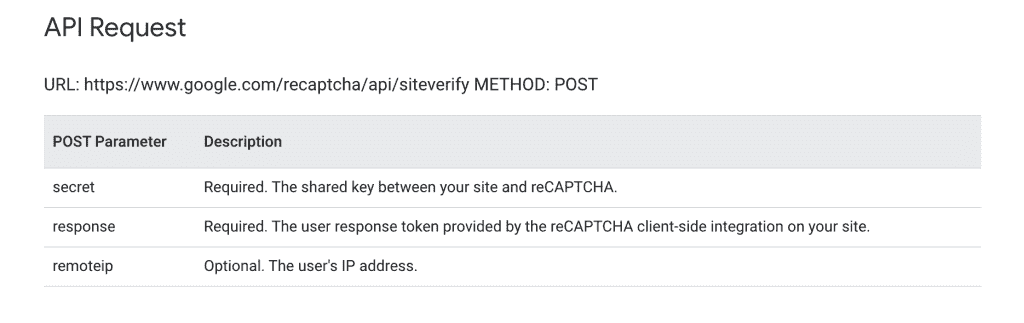 API Request
URL: https://www.google.com/recaptcha/api/siteverify METHOD: POST
POST Parameter Description
secret Required. The shared key between your site and reCAPTCHA.
response Required. The user response token provided by the reCAPTCHA client-side integration on your site.
remoteip Optional. The user's IP address.